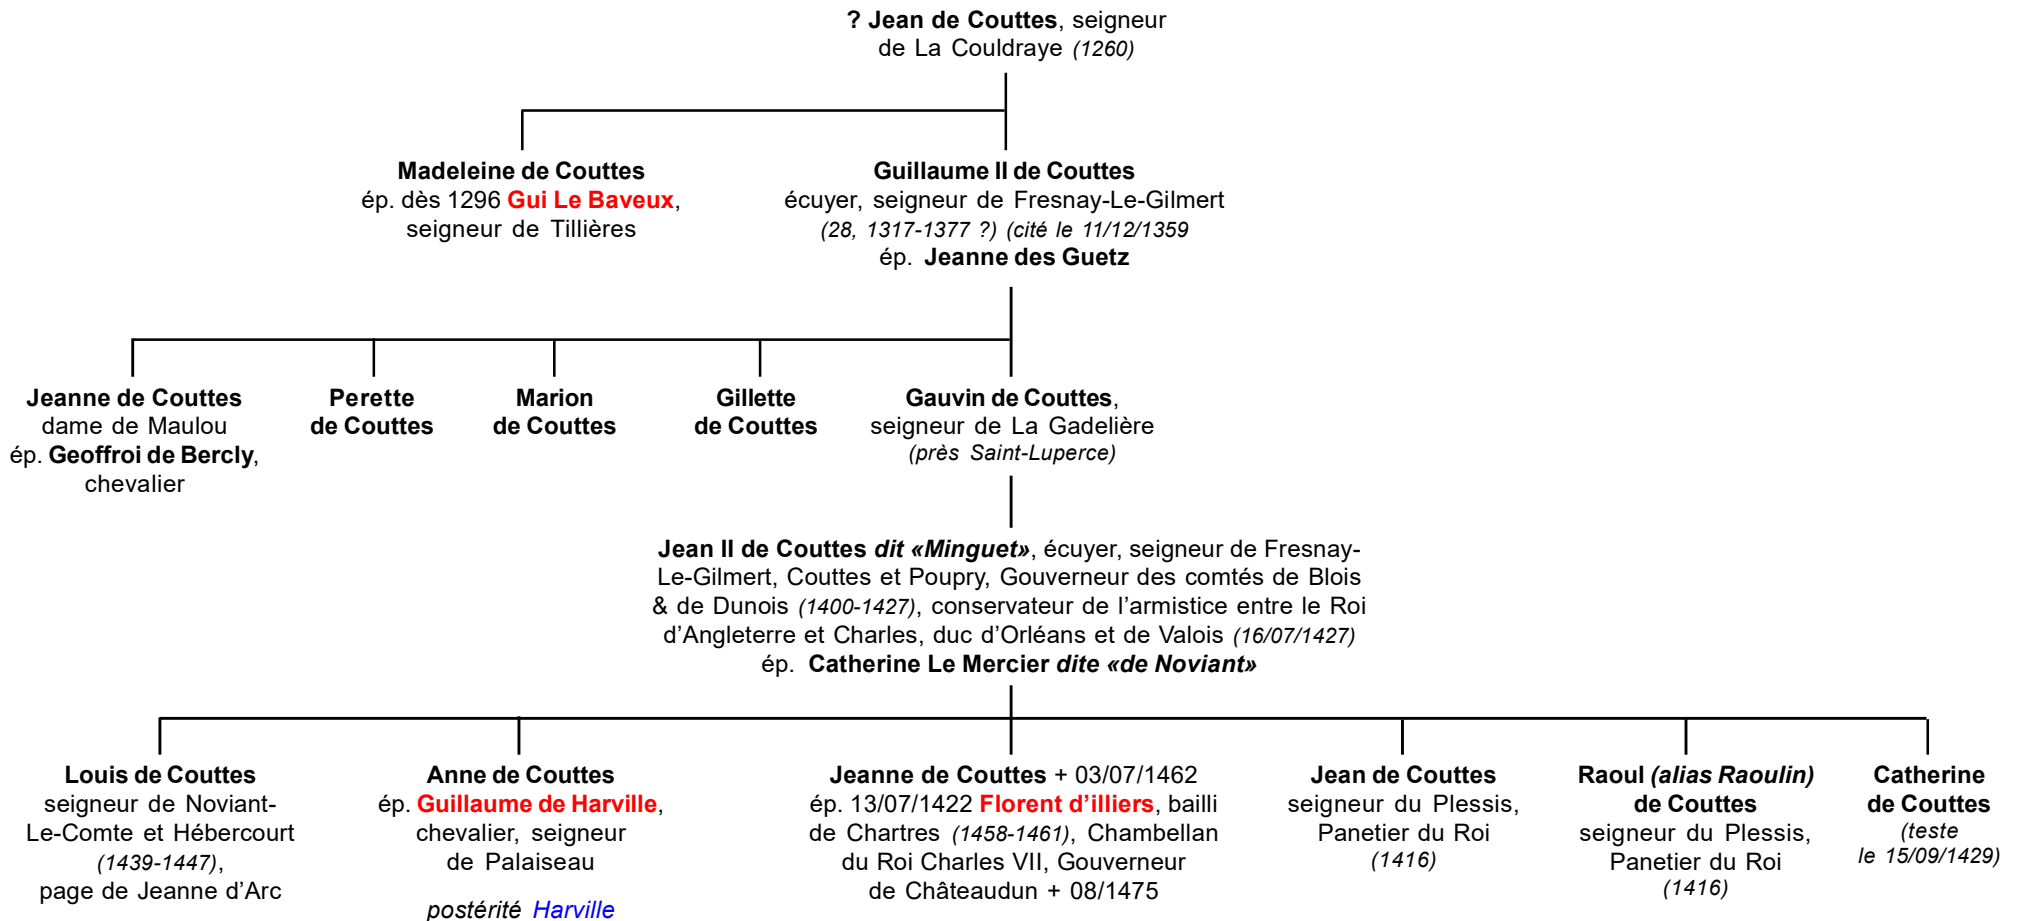 ? Jean de Couttes, seigneur
de La Couldraye (1260)
Madeleine de Couttes
ép. dès 1296 Gui Le Baveux,
seigneur de Tillières
Guillaume II de Couttes
écuyer, seigneur de Fresnay-Le-Gilmert
(28, 1317-1377 ?) (cité le 11/12/1359
ép. Jeanne des Guetz
Jeanne de Couttes
dame de Maulou
ép. Geoffroi de Bercly,
chevalier
Perette
de Couttes
Marion
de Couttes
Gillette
de Couttes
Gauvin de Couttes,
seigneur de La Gadelière
(près Saint-Luperce)
Jean II de Couttes dit «Minguet», écuyer, seigneur de Fresnay-
Le-Gilmert, Couttes et Poupry, Gouverneur des comtés de Blois
& de Dunois (1400-1427), conservateur de l’armistice entre le Roi
d’Angleterre et Charles, duc d’Orléans et de Valois (16/07/1427)
ép. Catherine Le Mercier dite «de Noviant»
Louis de Couttes
seigneur de Noviant-
Le-Comte et Hébercourt
(1439-1447),
page de Jeanne d’Arc
Anne de Couttes
ép. Guillaume de Harville,
chevalier, seigneur
de Palaiseau
postérité Harville
Jeanne de Couttes + 03/07/1462
ép. 13/07/1422 Florent d’illiers, bailli
de Chartres (1458-1461), Chambellan
du Roi Charles VII, Gouverneur
de Châteaudun + 08/1475
Jean de Couttes
seigneur du Plessis,
Panetier du Roi
(1416)
Raoul (alias Raoulin)
de Couttes
seigneur du Plessis,
Panetier du Roi
(1416)
Catherine
de Couttes
(teste
le 15/09/1429)